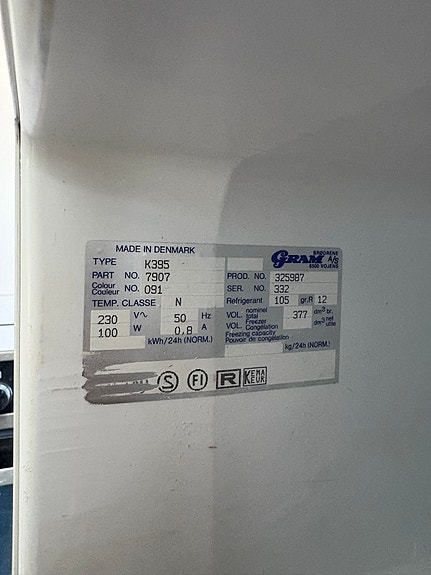 MADE IN DENMARK
BRDDRENE
GRAM A/S
6500 VOJENS
TYPE K395
PART NO. 7907 PROD. NO. 325987
Colour
Couleur NO. 091 SER. NO. 332
TEMP. CLASSE N Refrigerant 105 gr.R 12
230 V~ 50 Hz VOL. nominel total 377 dm³ br.
100 W 0,8 A VOL. Freezer Congélation dm³ net utile
Freezing capacity
Pouvoir de congélation
kWh/24h (NORM.) kg/24h (NORM.)
S FI R KEMA KEUR